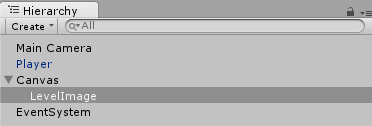 Hierarchy
Create All
Main Camera
Player
Canvas
LevelImage
EventSystem